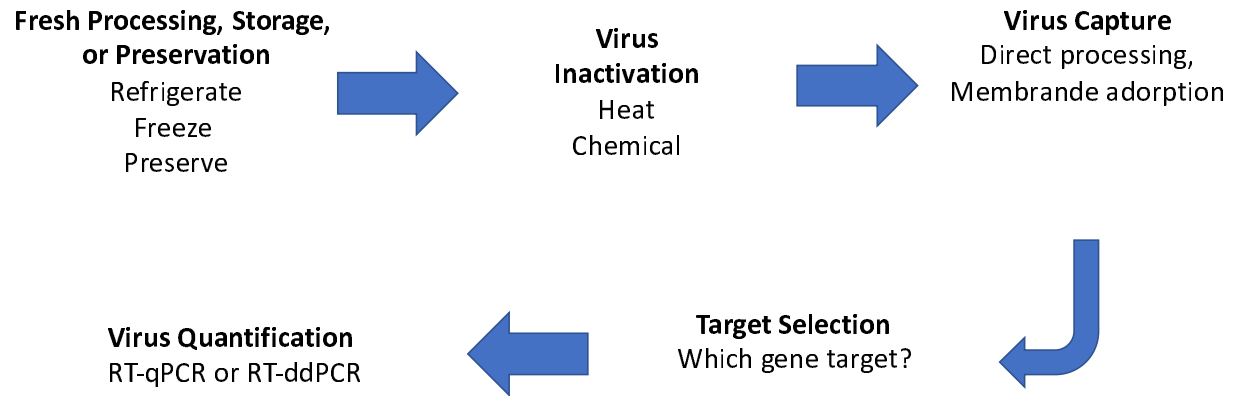 Fresh Processing, Storage,
or Preservation
Refrigerate
Freeze
Preserve
Virus
Inactivation
Heat
Chemical
Virus Capture
Direct processing,
Membrande adorption
Target Selection
Which gene target?
Virus Quantification
RT-qPCR or RT-ddPCR